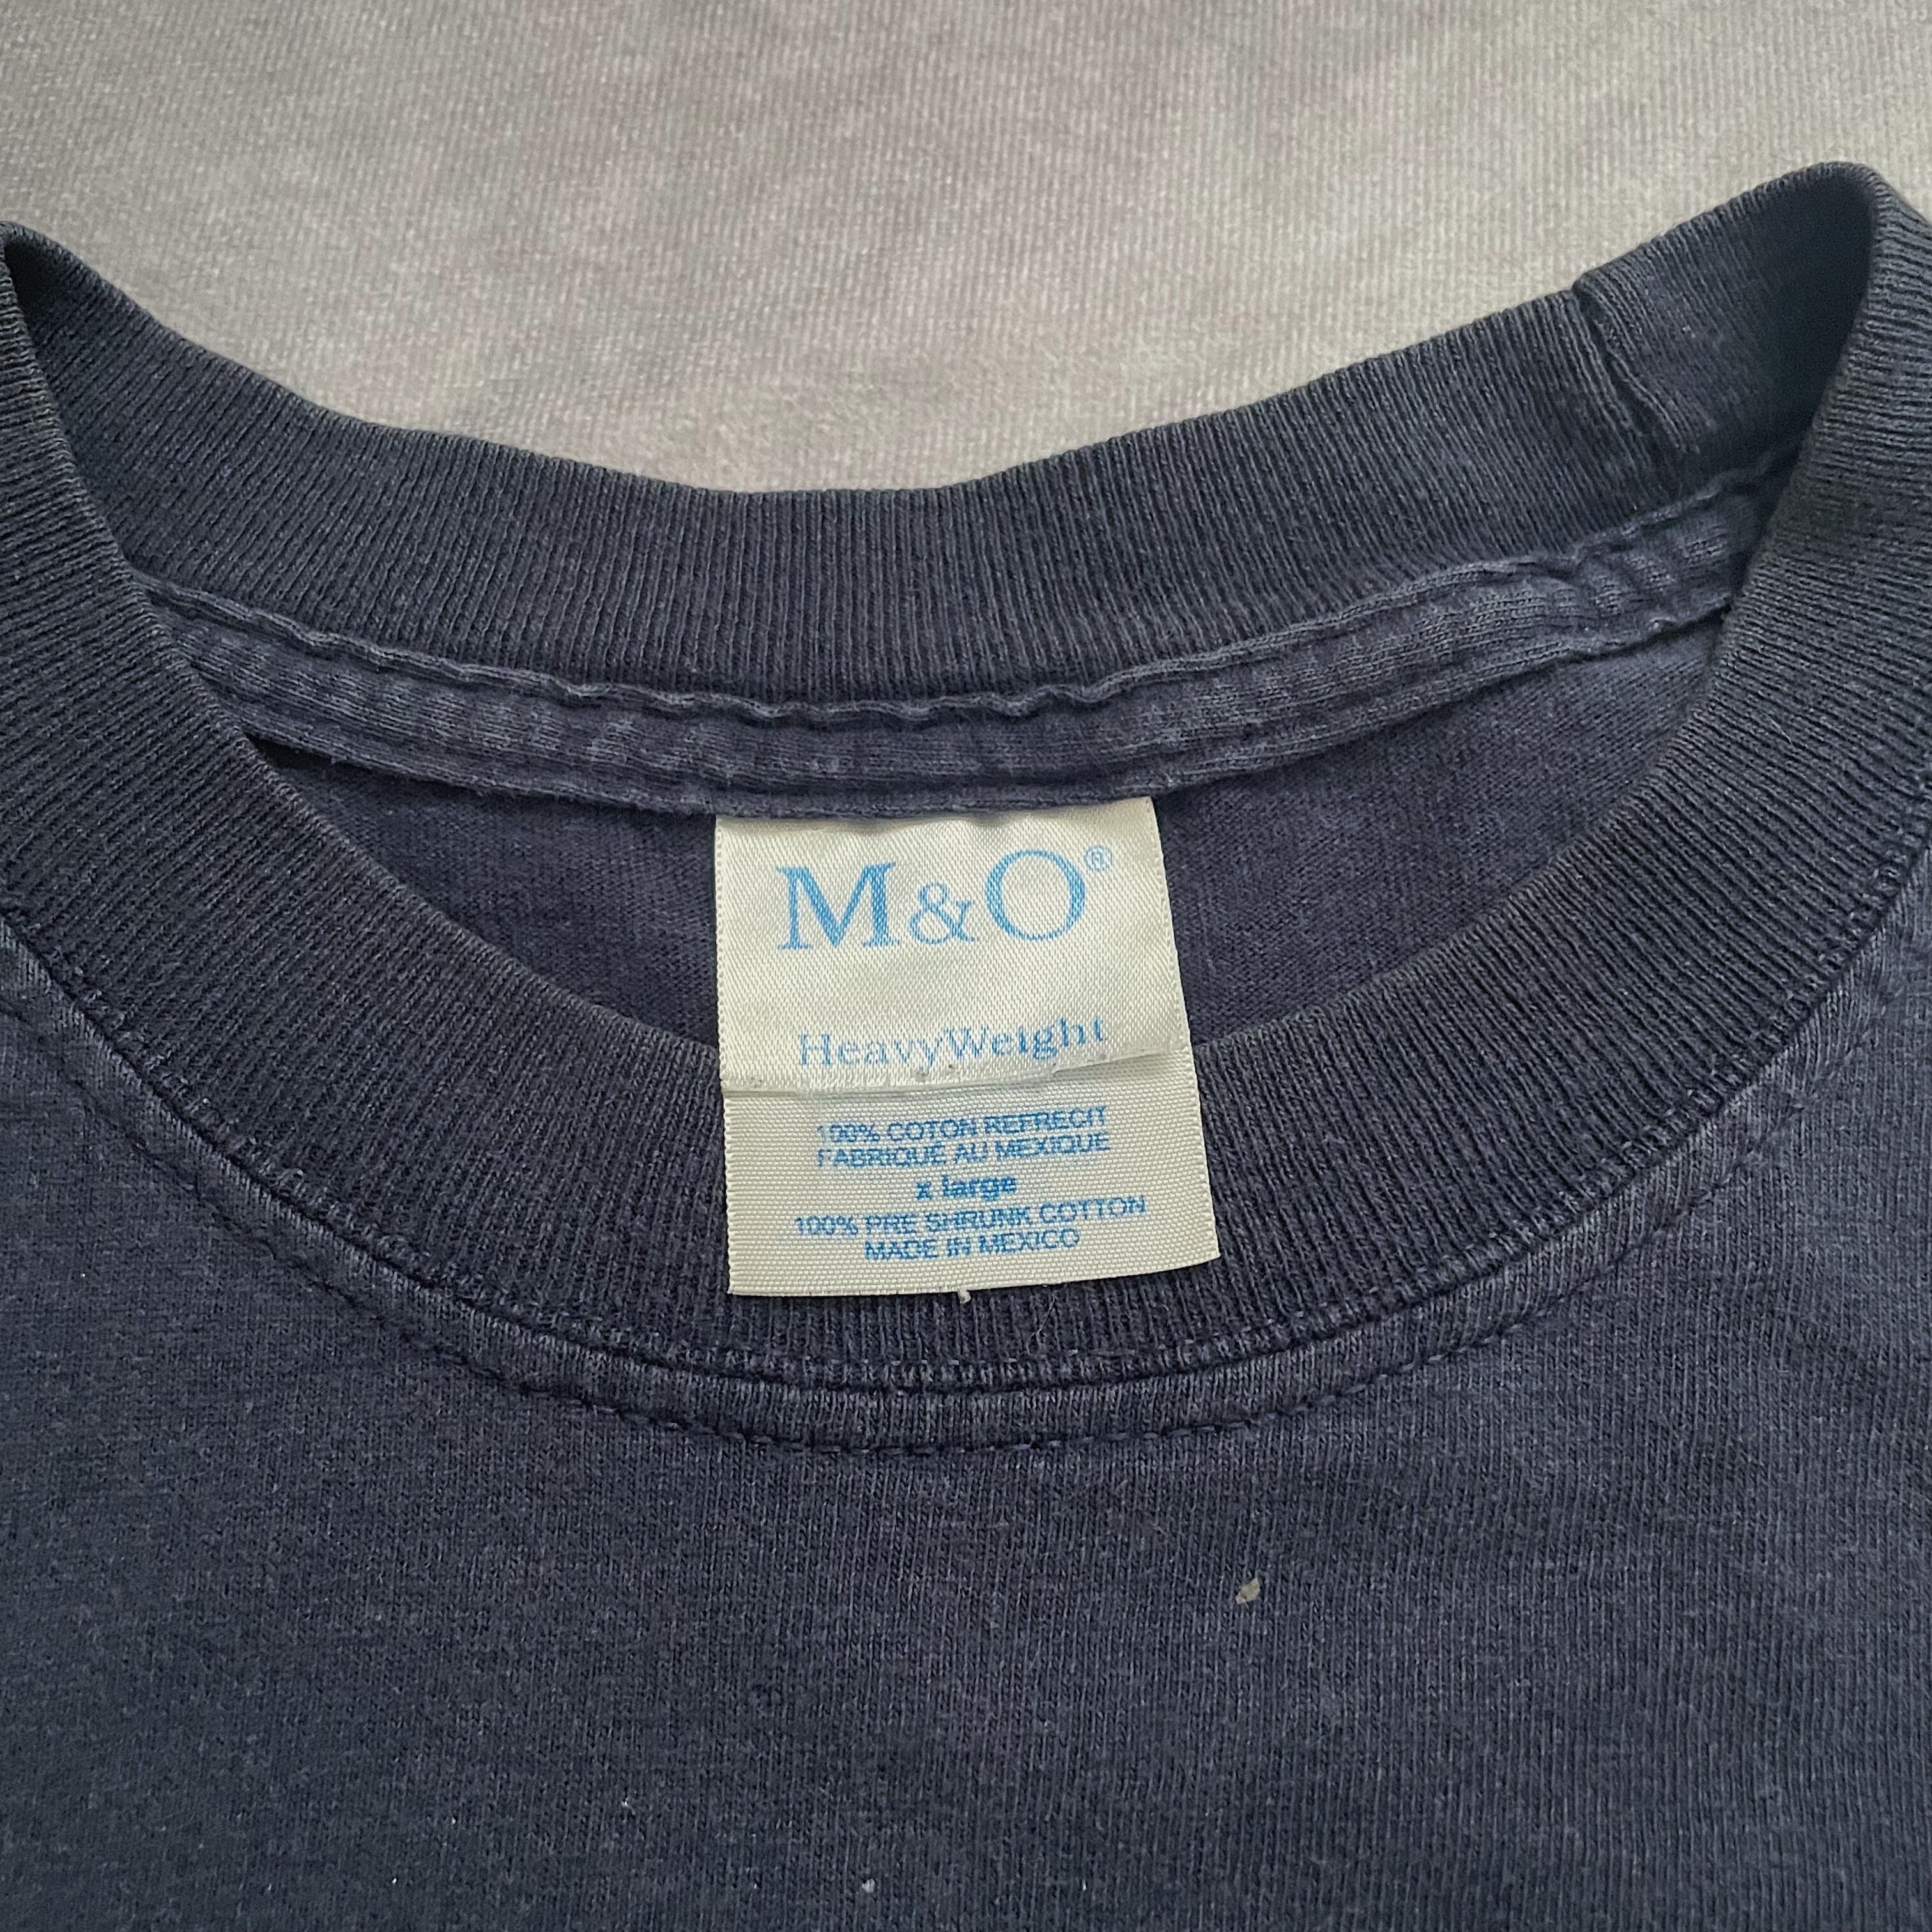 M&O®
HeavyWeight
100% COTON REFRECIT
FABRIQUE AU MEXIQUE
x large
100% PRE SHRUNK COTTON
MADE IN MEXICO